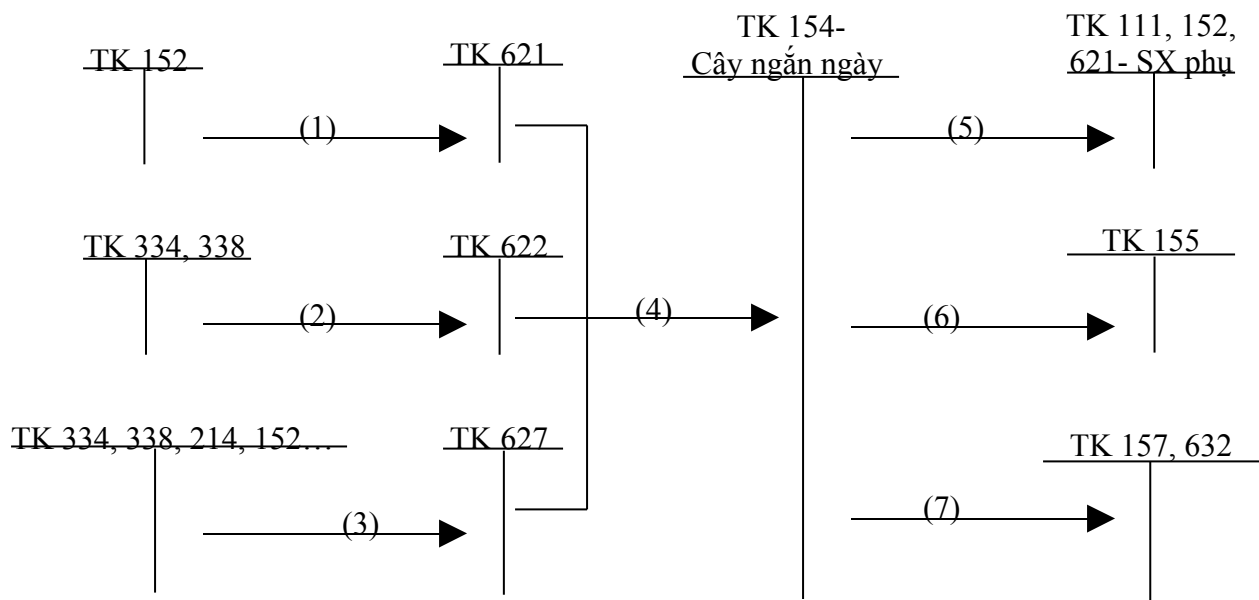 TK 152
TK 621
TK 154-
Cây ngắn ngày
TK 111, 152,
621- SX phụ
(1)
(5)
TK 334, 338
TK 622
TK 155
(2)
(4)
(6)
TK 334, 338, 214, 152…
TK 627
TK 157, 632
(3)
(7)